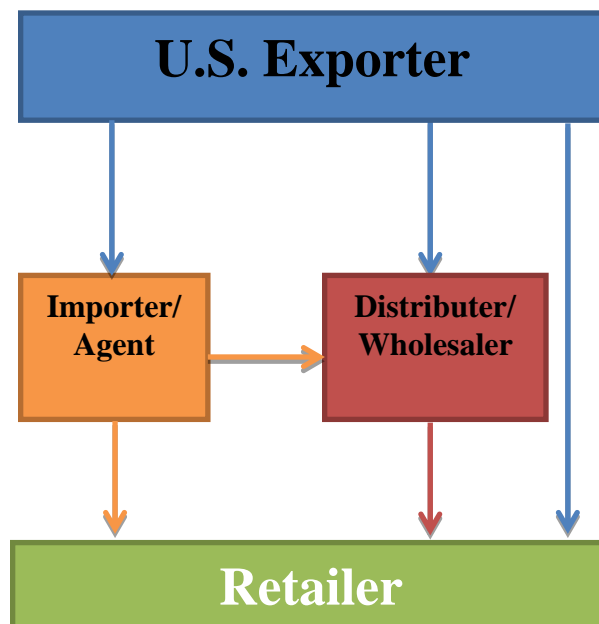 U.S. Exporter
Importer/
Agent
Distributer/
Wholesaler
Retailer